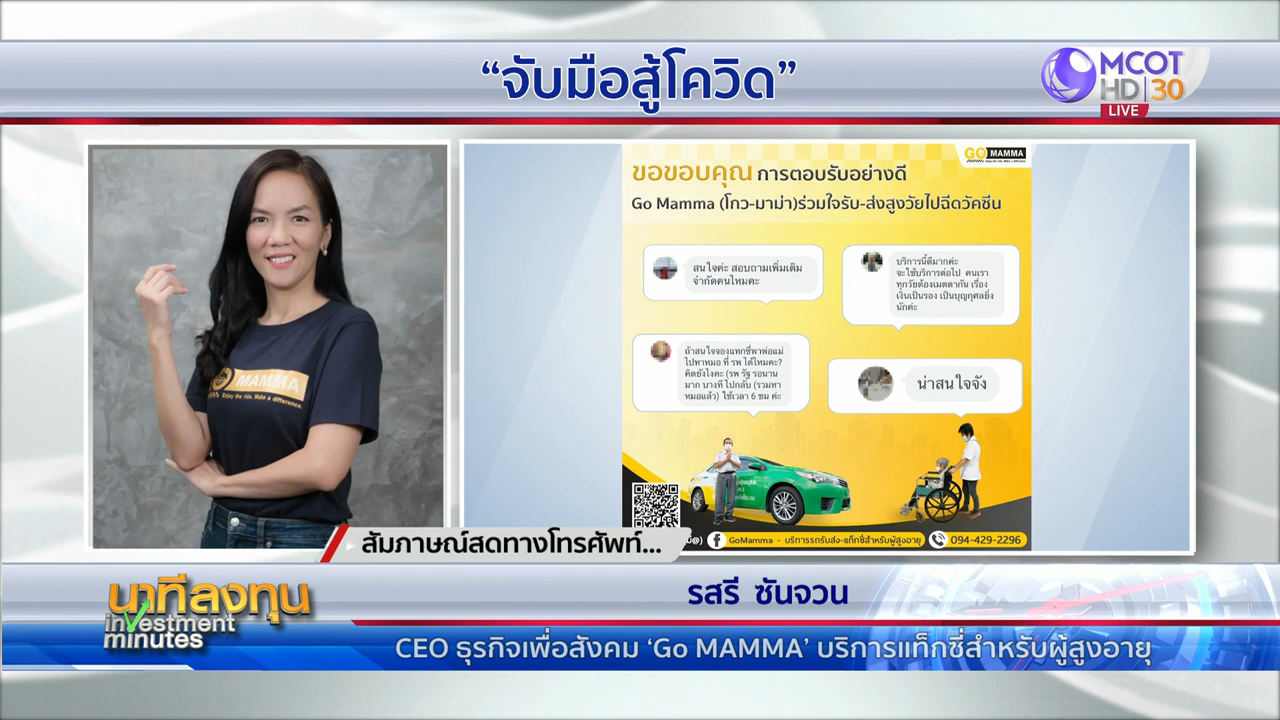 “จับมือสู้โควิด”
MCOT
HD 30
LIVE
GO MAMMA
ขอขอบคุณ การตอบรับอย่างดี
Go Mamma (โกว-มาม่า)ร่วมใจรับ-ส่งสูงวัยไปฉีดวัคซีน
สนใจค่ะ สอบถามเพิ่มเติม
จำกัดคนไหมคะ
บริการนี้ดีมากค่ะ
จะใช้บริการต่อไป คนเรา
ทุกวัยต้องเมตตากัน เรื่อง
เงินเป็นรอง เป็นบุญกุศลยิ่ง
นักค่ะ
ถ้าสนใจจองแทกซี่พาพ่อแม่
ไปหาหมอ ที่ รพ ได้ไหมคะ?
คิดยังไงคะ (รพ รัฐ รอนาน
มาก บางที ไปกลับ (รวมหา
หมอแล้ว) ใช้เวลา 6 ชม ค่ะ
น่าสนใจจัง
MAMMA
Enjoy the ride. Make a difference.
GoMamma - บริการรถรับส่ง-แท็กซี่สำหรับผู้สูงอายุ
094-429-2296
สัมภาษณ์สดทางโทรศัพท์...
นาทีลงทุน
investment
minutes
รสรี ซันจวน
CEO ธุรกิจเพื่อสังคม ‘Go MAMMA’ บริการแท็กซี่สำหรับผู้สูงอายุ